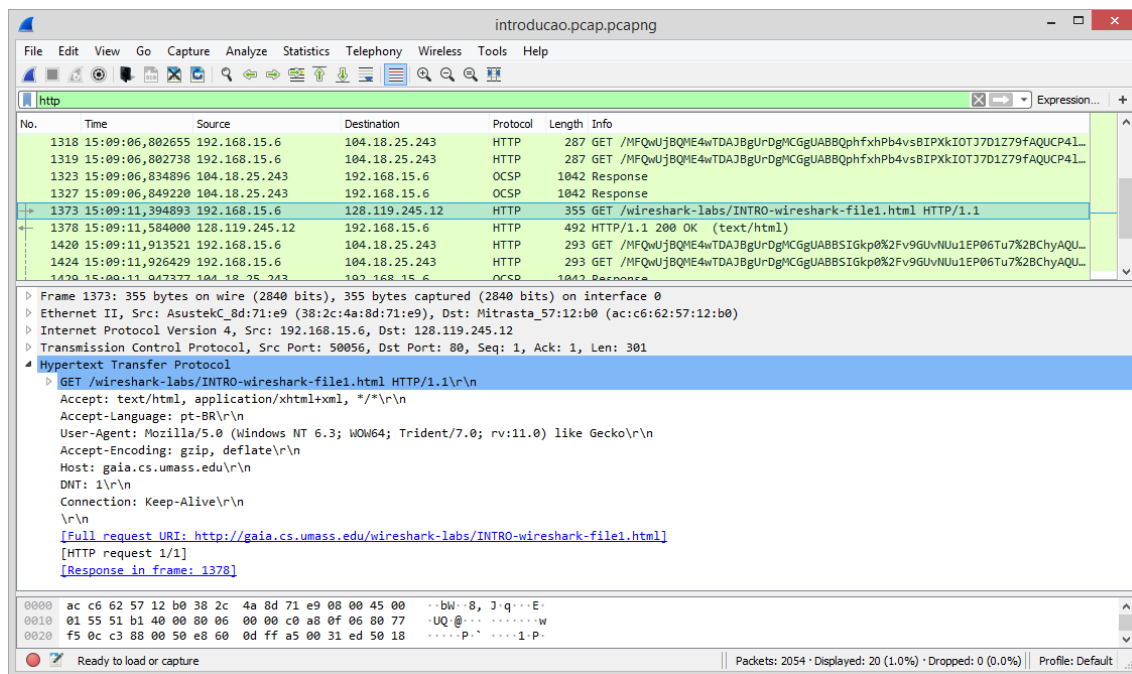 introducao.pcap.pcapng
File Edit View Go Capture Analyze Statistics Telephony Wireless Tools Help
http Expression... +
No. Time Source Destination Protocol Length Info
1318 15:09:06,802655 192.168.15.6 104.18.25.243 HTTP 287 GET /MFQwUjBQME4wTDAJBgUrDgMCGgUABBQphfxhPb4vsBIPXkIOTJ7D1Z79fAQUCP4l…
1319 15:09:06,802738 192.168.15.6 104.18.25.243 HTTP 287 GET /MFQwUjBQME4wTDAJBgUrDgMCGgUABBQphfxhPb4vsBIPXkIOTJ7D1Z79fAQUCP4l…
1323 15:09:06,834896 104.18.25.243 192.168.15.6 OCSP 1042 Response
1327 15:09:06,849220 104.18.25.243 192.168.15.6 OCSP 1042 Response
1373 15:09:11,394893 192.168.15.6 128.119.245.12 HTTP 355 GET /wireshark-labs/INTRO-wireshark-file1.html HTTP/1.1
1378 15:09:11,584000 128.119.245.12 192.168.15.6 HTTP 492 HTTP/1.1 200 OK (text/html)
1420 15:09:11,913521 192.168.15.6 104.18.25.243 HTTP 293 GET /MFQwUjBQME4wTDAJBgUrDgMCGgUABBSIGkp0%2Fv9GUvNUu1EP06Tu7%2BChyAQU…
1424 15:09:11,926429 192.168.15.6 104.18.25.243 HTTP 293 GET /MFQwUjBQME4wTDAJBgUrDgMCGgUABBSIGkp0%2Fv9GUvNUu1EP06Tu7%2BChyAQU…
1429 15:09:11,947377 104.18.25.243 192.168.15.6 OCSP 1042 Response
Frame 1373: 355 bytes on wire (2840 bits), 355 bytes captured (2840 bits) on interface 0
Ethernet II, Src: AsustekC_8d:71:e9 (38:2c:4a:8d:71:e9), Dst: Mitrasta_57:12:b0 (ac:c6:62:57:12:b0)
Internet Protocol Version 4, Src: 192.168.15.6, Dst: 128.119.245.12
Transmission Control Protocol, Src Port: 50056, Dst Port: 80, Seq: 1, Ack: 1, Len: 301
Hypertext Transfer Protocol
GET /wireshark-labs/INTRO-wireshark-file1.html HTTP/1.1\r\n
Accept: text/html, application/xhtml+xml, */*\r\n
Accept-Language: pt-BR\r\n
User-Agent: Mozilla/5.0 (Windows NT 6.3; WOW64; Trident/7.0; rv:11.0) like Gecko\r\n
Accept-Encoding: gzip, deflate\r\n
Host: gaia.cs.umass.edu\r\n
DNT: 1\r\n
Connection: Keep-Alive\r\n
\r\n
[Full request URI: http://gaia.cs.umass.edu/wireshark-labs/INTRO-wireshark-file1.html]
[HTTP request 1/1]
[Response in frame: 1378]
0000 ac c6 62 57 12 b0 38 2c 4a 8d 71 e9 08 00 45 00 ··bW··8, J·q···E·
0010 01 55 51 b1 40 00 80 06 00 00 c0 a8 0f 06 80 77 ·UQ·@··· ·······w
0020 f5 0c c3 88 00 50 e8 60 0d ff a5 00 31 ed 50 18 ·····P·` ····1·P·
Ready to load or capture Packets: 2054 · Displayed: 20 (1.0%) · Dropped: 0 (0.0%) Profile: Default